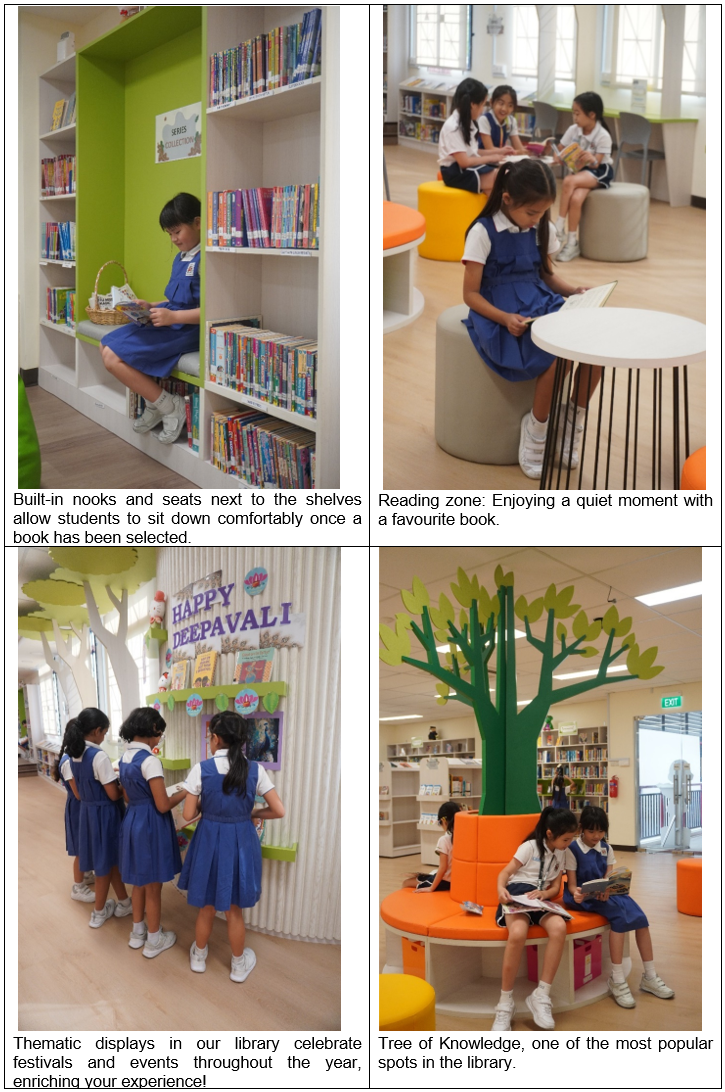 SERIES
COLLECTION
Built-in nooks and seats next to the shelves
allow students to sit down comfortably once a
book has been selected.
Reading zone: Enjoying a quiet moment with
a favourite book.
HAPPY
DEEPAVALI
EXIT
Thematic displays in our library celebrate
festivals and events throughout the year,
enriching your experience!
Tree of Knowledge, one of the most popular
spots in the library.